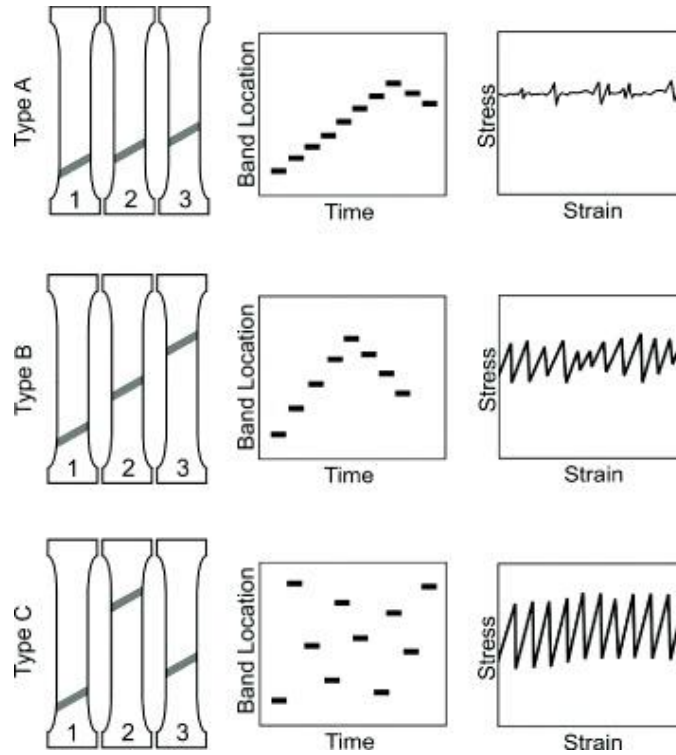 Type A
1 2 3
Band Location
Time
Stress
Strain
Type B
1 2 3
Band Location
Time
Stress
Strain
Type C
1 2 3
Band Location
Time
Stress
Strain